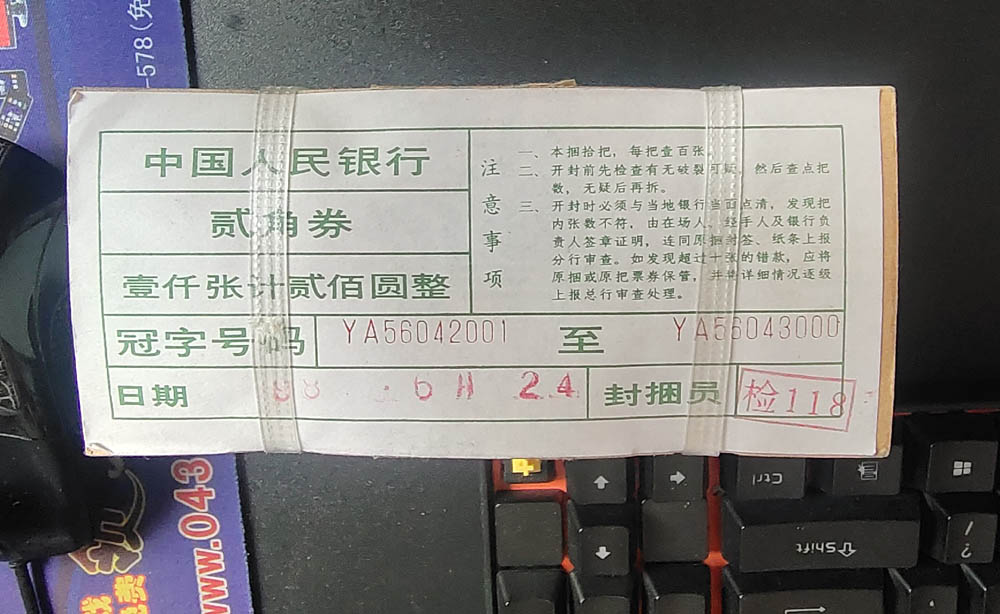 中国人民银行
贰角券
壹仟张计贰佰圆整
注意事项
一、本捆拾把，每把壹百张。
二、开封前先检查有无破裂可疑，然后查点把
数，无疑后再拆。
三、开封时必须与当地银行当面点清，发现把
内张数不符，由在场人、经手人及银行负
责人签章证明，连同原捆封签、纸条上报
分行审查。如发现超过十张的错款，应将
原捆或原把票券保管，并将详细情况逐级
上报总行审查处理。
冠字号码 YA56042001 至 YA56043000
日期 88 6月 24 封捆员 检118
-578(免
www.043
Ctrl
Shift
?
/